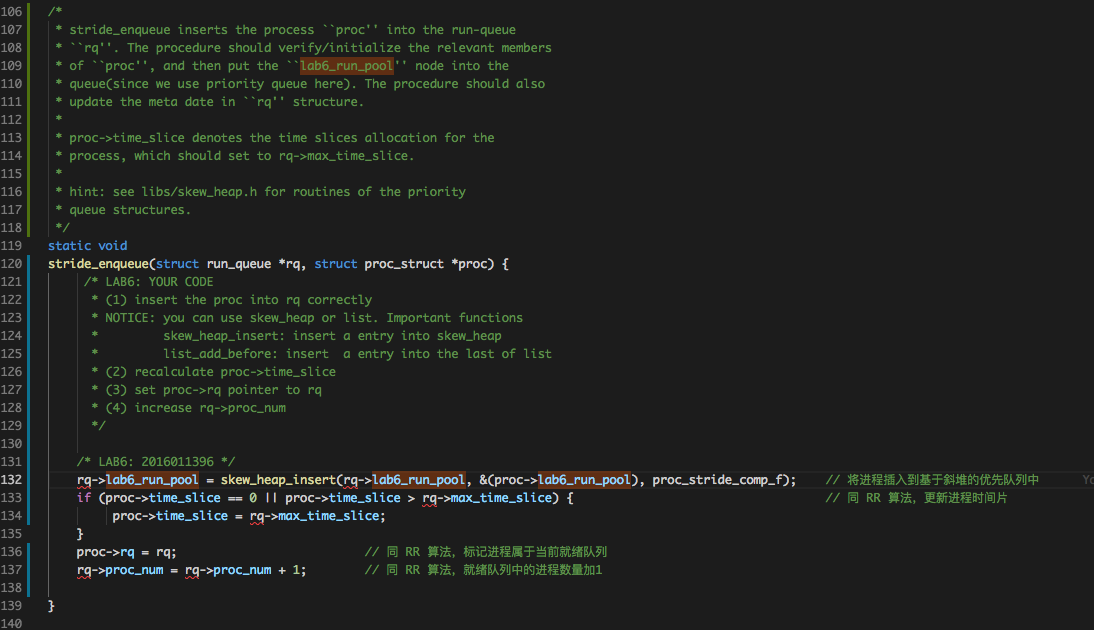 106 /*
107  * stride_enqueue inserts the process ``proc'' into the run-queue
108  * ``rq''. The procedure should verify/initialize the relevant members
109  * of ``proc'', and then put the ``lab6_run_pool'' node into the
110  * queue(since we use priority queue here). The procedure should also
111  * update the meta date in ``rq'' structure.
112  *
113  * proc->time_slice denotes the time slices allocation for the
114  * process, which should set to rq->max_time_slice.
115  *
116  * hint: see libs/skew_heap.h for routines of the priority
117  * queue structures.
118  */
119 static void
120 stride_enqueue(struct run_queue *rq, struct proc_struct *proc) {
121      /* LAB6: YOUR CODE
122       * (1) insert the proc into rq correctly
123       * NOTICE: you can use skew_heap or list. Important functions
124       *         skew_heap_insert: insert a entry into skew_heap
125       *         list_add_before: insert  a entry into the last of list
126       * (2) recalculate proc->time_slice
127       * (3) set proc->rq pointer to rq
128       * (4) increase rq->proc_num
129       */
130
131     /* LAB6: 2016011396 */
132     rq->lab6_run_pool = skew_heap_insert(rq->lab6_run_pool, &(proc->lab6_run_pool), proc_stride_comp_f);    // 将进程插入到基于斜堆的优先队列中
133     if (proc->time_slice == 0 || proc->time_slice > rq->max_time_slice) {                                   // 同 RR 算法，更新进程时间片
134          proc->time_slice = rq->max_time_slice;
135     }
136     proc->rq = rq;                          // 同 RR 算法，标记进程属于当前就绪队列
137     rq->proc_num = rq->proc_num + 1;        // 同 RR 算法，就绪队列中的进程数量加1
138
139 }
140